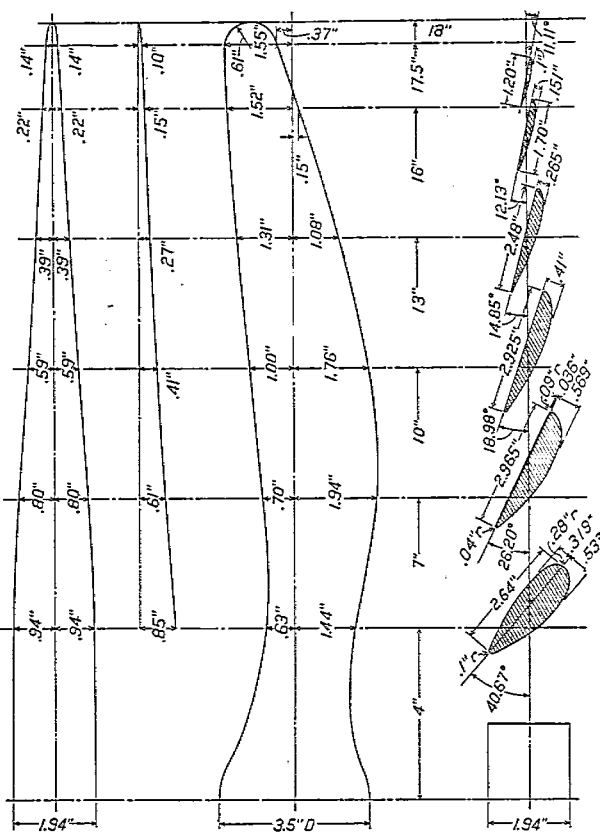 .14" .14" .10" .61" 1.55" .37" 18" 11.11°
.22" .22" .15" 1.52" 17.5" 1.20" .1" .151"
.15" 16" 1.70" .265"
.39" .39" .27" 1.31" 1.08" 12.13° 2.48"
13" 14.85° 2.925" .41"
.59" .59" .41" 1.00" 1.76" .09"r .036" .569"
10" 18.98° 2.965"
.80" .80" .61" .70" 1.94" .04"r 26.20° .28"r .319"
7" 2.64"
.94" .94" .85" .63" 1.44" .1"r 40.67°
4"
1.94" 3.5"D 1.94"